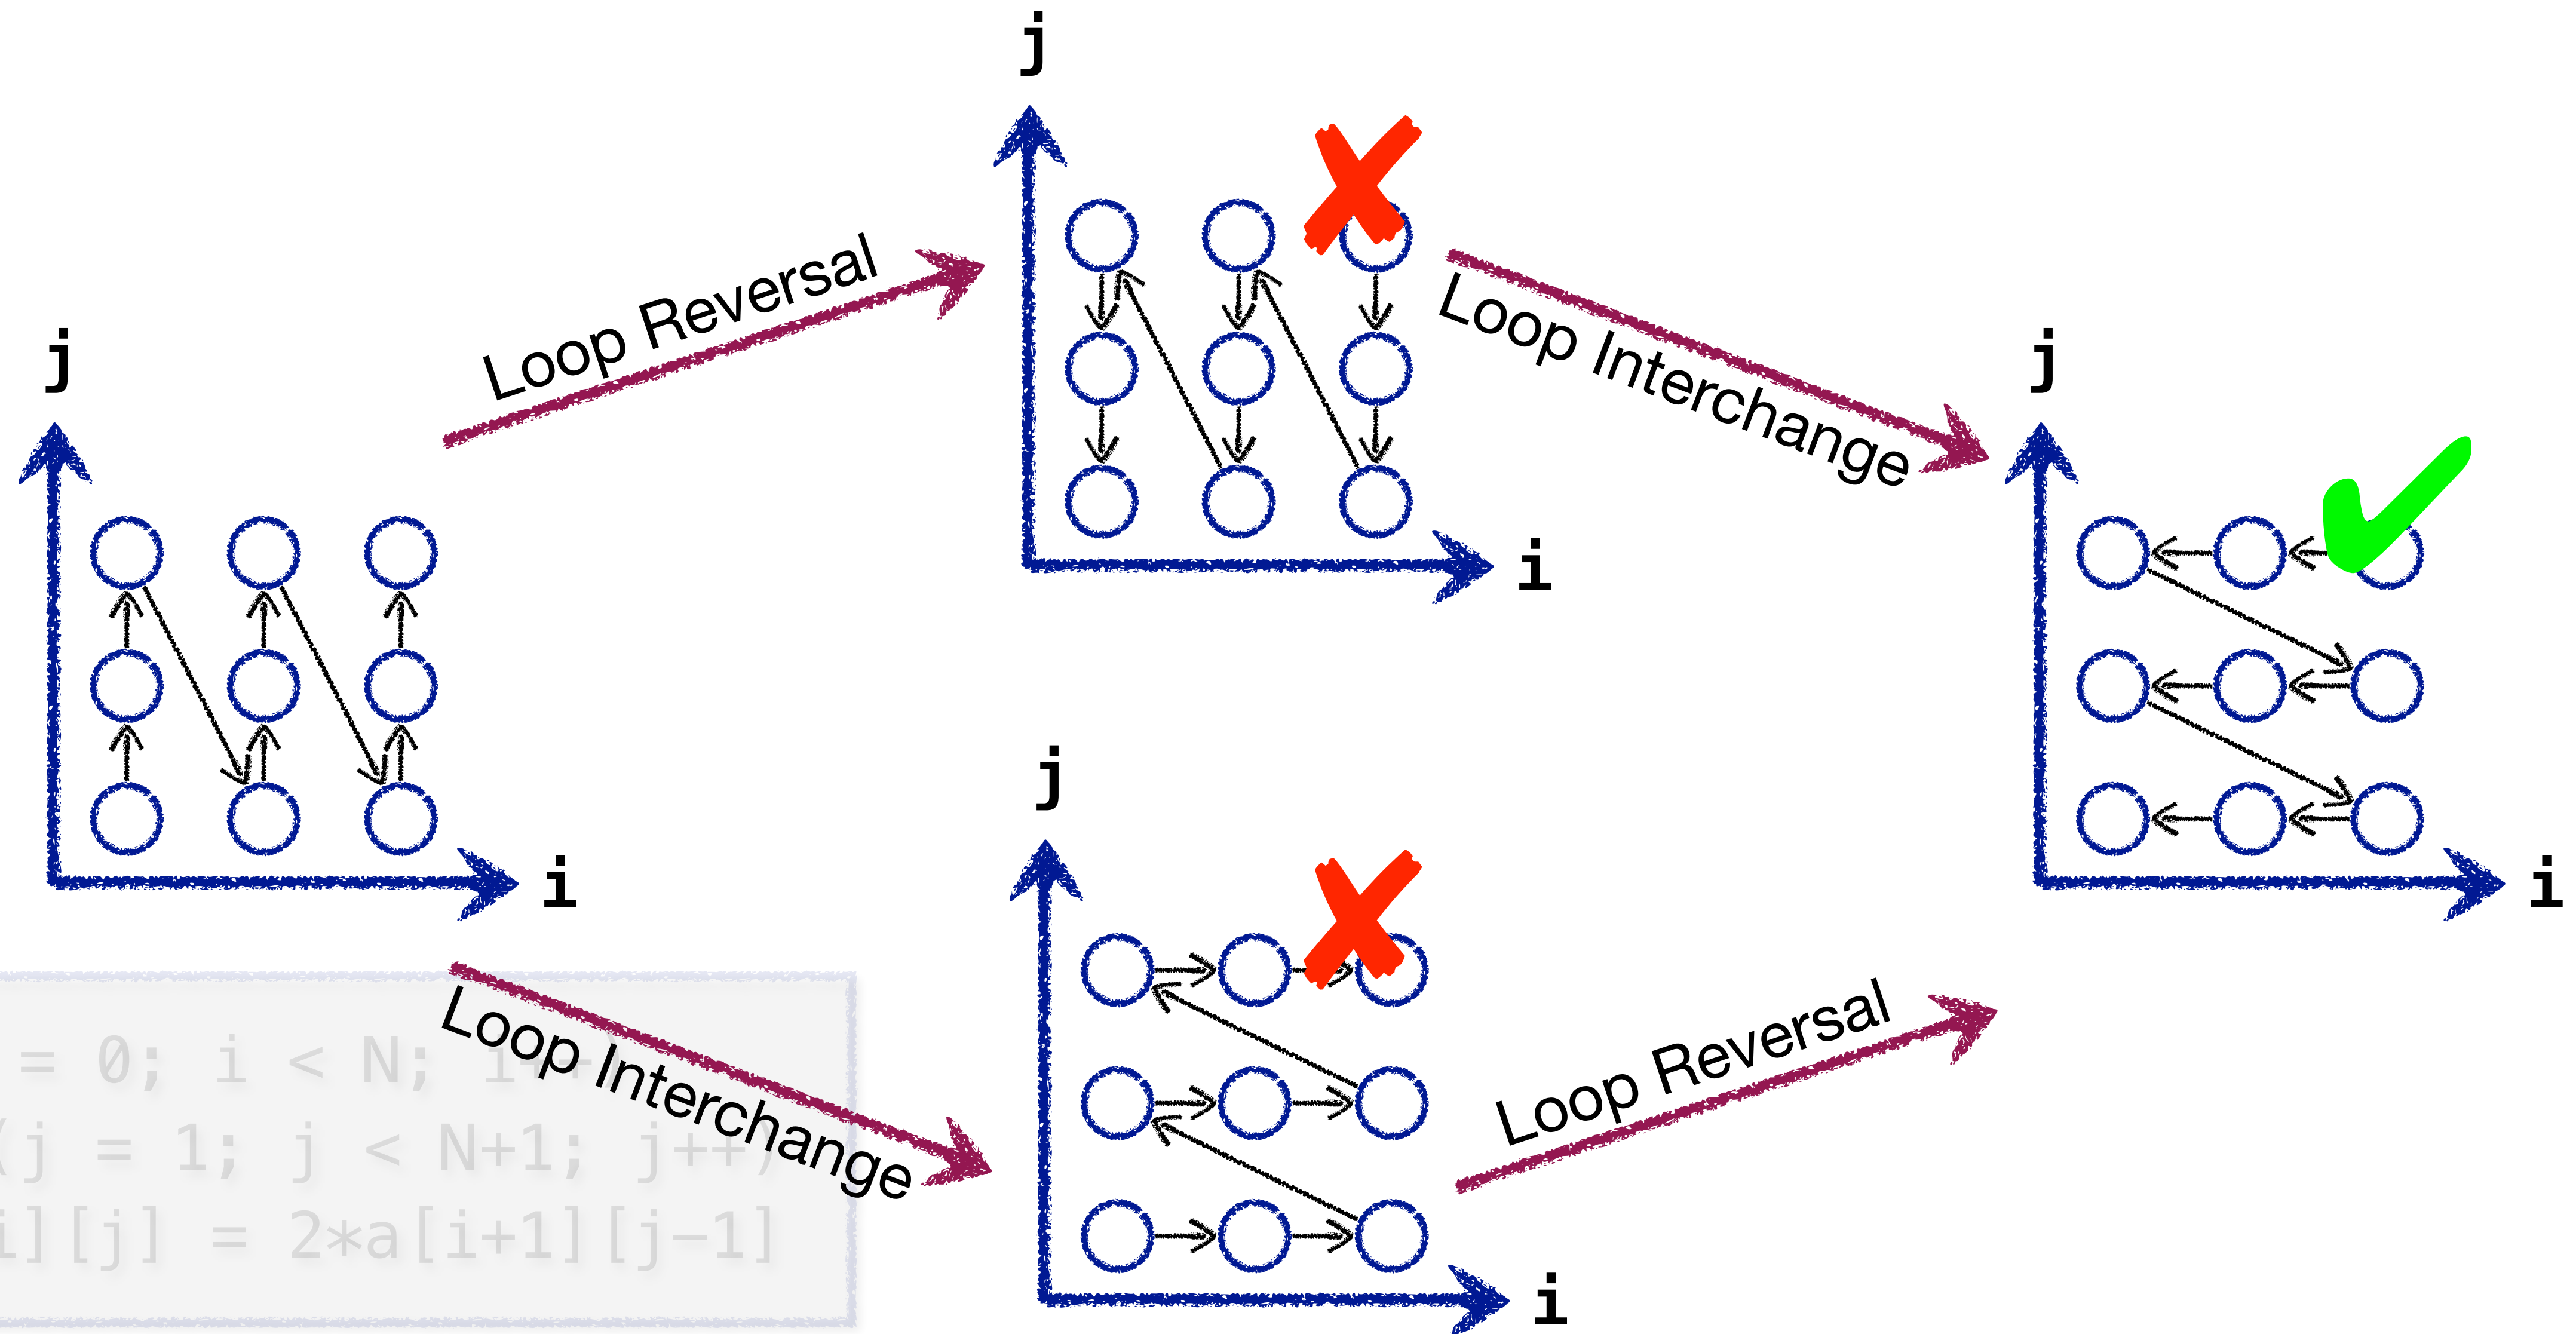 j
j
j
Loop Reversal
Loop Interchange
i
i
i
j
Loop Interchange
Loop Reversal
i
= 0; i < N; i++)
(j = 1; j < N+1; j++)
i][j] = 2*a[i+1][j-1]